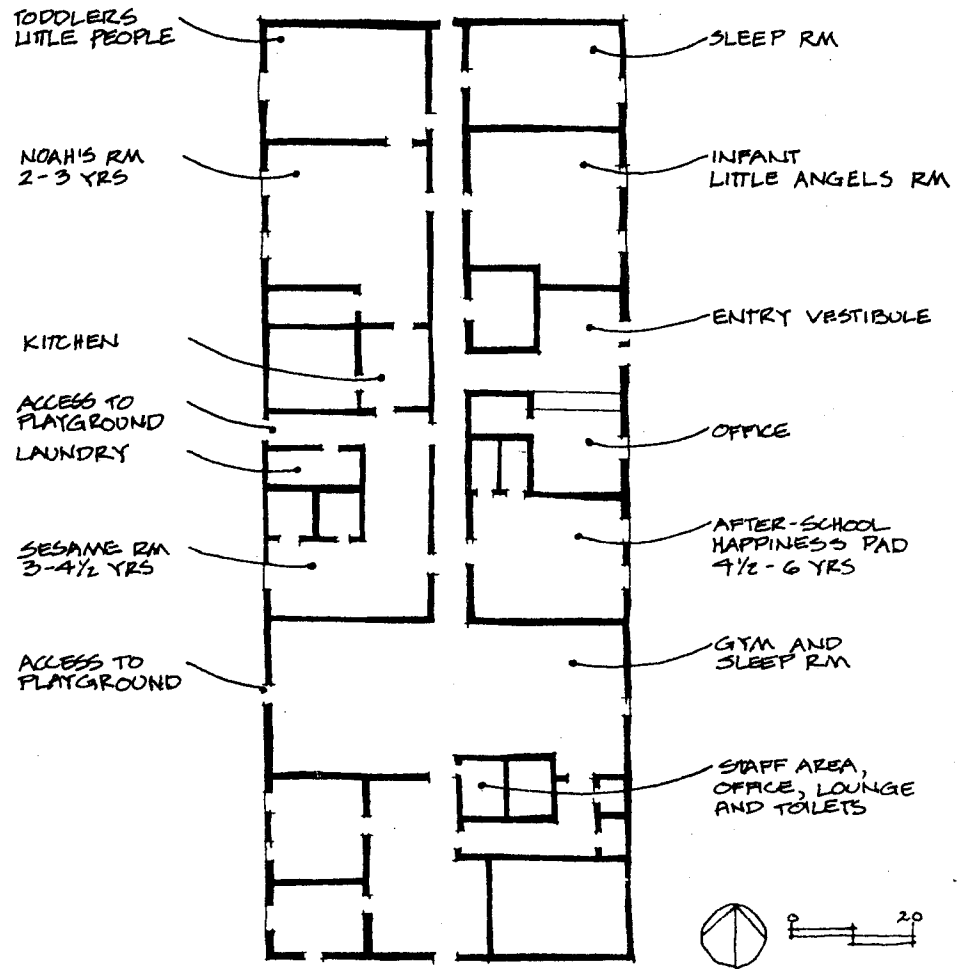 TODDLERS
LITTLE PEOPLE
NOAH'S RM
2-3 YRS
KITCHEN
ACCESS TO
PLAYGROUND
LAUNDRY
SESAME RM
3-4½ YRS
ACCESS TO
PLAYGROUND
SLEEP RM
INFANT
LITTLE ANGELS RM
ENTRY VESTIBULE
OFFICE
AFTER-SCHOOL
HAPPINESS PAD
4½-6 YRS
GYM AND
SLEEP RM
STAFF AREA,
OFFICE, LOUNGE
AND TOILETS
0 20